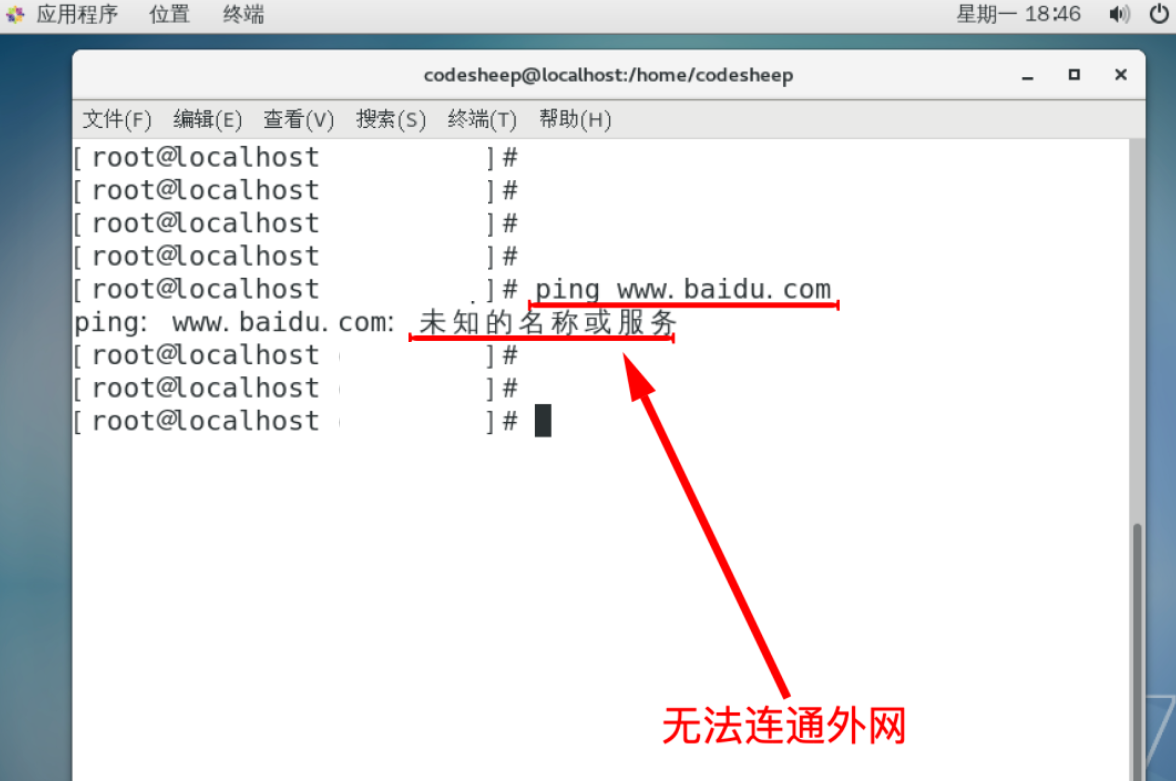 应用程序 位置 终端 星期一 18:46
codesheep@localhost:/home/codesheep
文件(F) 编辑(E) 查看(V) 搜索(S) 终端(T) 帮助(H)
[root@localhost ]#
[root@localhost ]#
[root@localhost ]#
[root@localhost ]#
[root@localhost ]# ping www.baidu.com
ping: www.baidu.com: 未知的名称或服务
[root@localhost ]#
[root@localhost ]#
[root@localhost ]#
无法连通外网
7